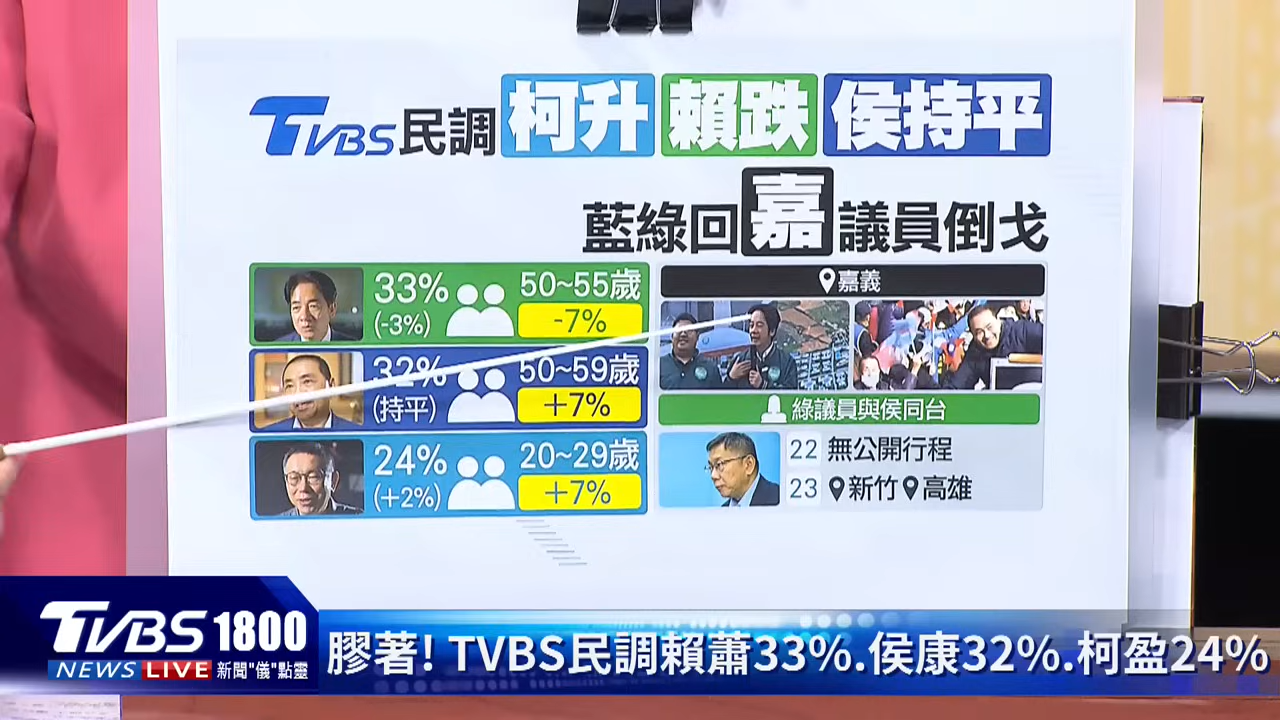 TVBS民調 柯升 賴跌 侯持平
藍綠回嘉議員倒戈
33%
(-3%)
50~55歲
-7%
32%
(持平)
50~59歲
+7%
24%
(+2%)
20~29歲
+7%
嘉義
綠議員與侯同台
22 無公開行程
23 新竹 高雄
TVBS 1800
NEWS LIVE 新聞"儀"點靈
膠著! TVBS民調賴蕭33%.侯康32%.柯盈24%